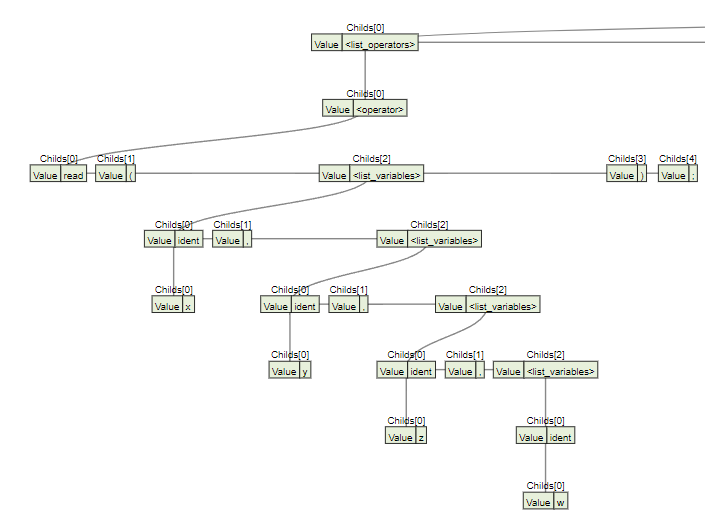 Childs[0]
Value <list_operators>
Childs[0]
Value <operator>
Childs[0] Childs[1] Childs[2] Childs[3] Childs[4]
Value read Value ( Value <list_variables> Value ) Value ;
Childs[0] Childs[1] Childs[2]
Value ident Value , Value <list_variables>
Childs[0] Childs[0] Childs[1] Childs[2]
Value x Value ident Value , Value <list_variables>
Childs[0] Childs[0] Childs[1] Childs[2]
Value y Value ident Value , Value <list_variables>
Childs[0] Childs[0]
Value z Value ident
Childs[0]
Value w